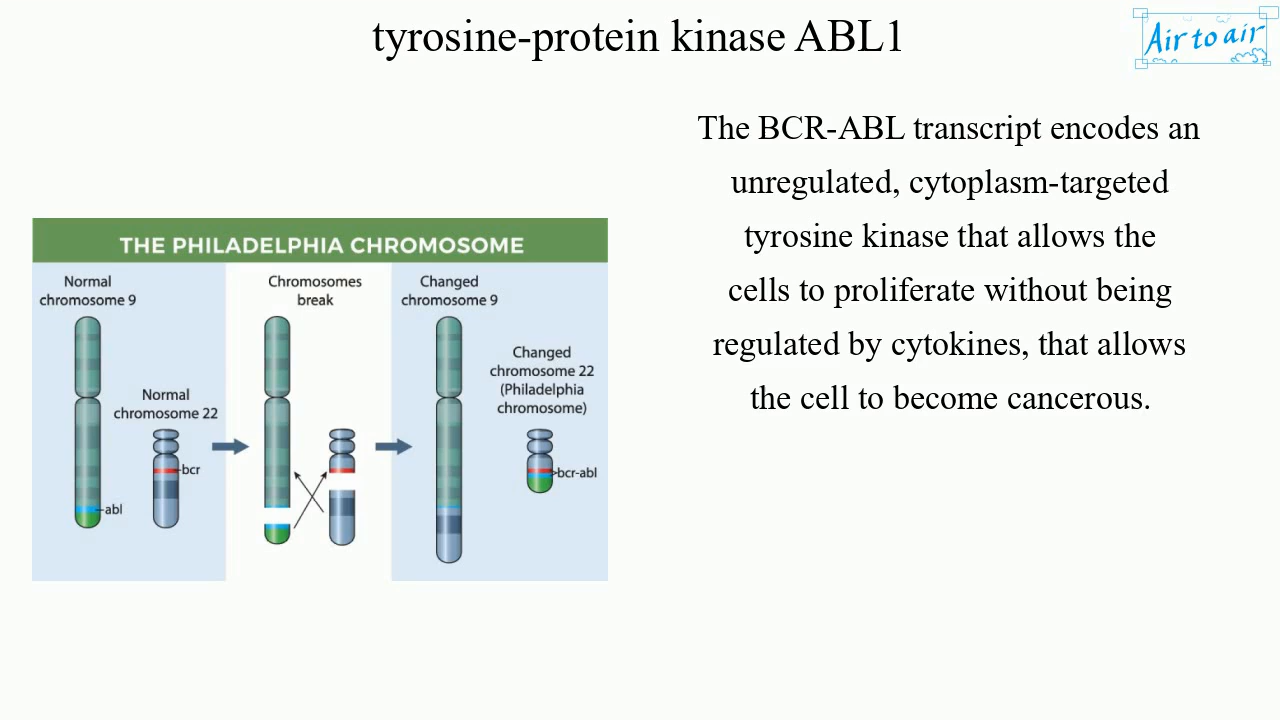 tyrosine-protein kinase ABL1
Air to air
The BCR-ABL transcript encodes an
unregulated, cytoplasm-targeted
tyrosine kinase that allows the
cells to proliferate without being
regulated by cytokines, that allows
the cell to become cancerous.
THE PHILADELPHIA CHROMOSOME
Normal
chromosome 9
abl
Normal
chromosome 22
bcr
Chromosomes
break
Changed
chromosome 9
Changed
chromosome 22
(Philadelphia
chromosome)
bcr-abl